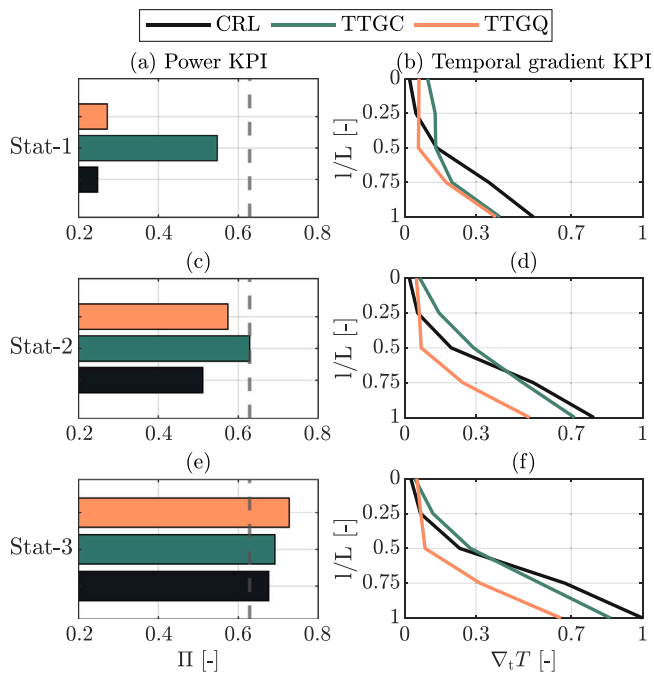 CRL TTGC TTGQ
(a) Power KPI (b) Temporal gradient KPI
Stat-1
0.2 0.4 0.6 0.8
l/L [-]
0
0.25
0.5
0.75
1
0 0.3 0.7 1
(c) (d)
Stat-2
0.2 0.4 0.6 0.8
l/L [-]
0
0.25
0.5
0.75
1
0 0.3 0.7 1
(e) (f)
Stat-3
0.2 0.4 0.6 0.8
Π [-]
l/L [-]
0
0.25
0.5
0.75
1
0 0.3 0.7 1
∇ₜT [-]